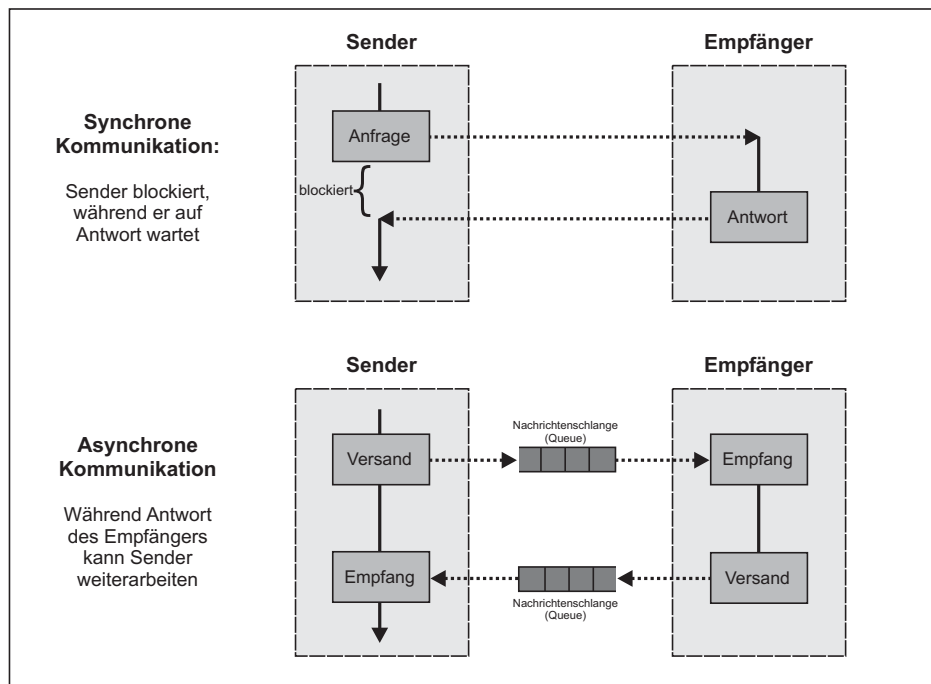 Sender
Empfänger
Synchrone
Kommunikation:
Sender blockiert,
während er auf
Antwort wartet
Anfrage
blockiert
Antwort
Sender
Empfänger
Asynchrone
Kommunikation
Während Antwort
des Empfängers
kann Sender
weiterarbeiten
Versand
Nachrichtenschlange
(Queue)
Empfang
Empfang
Nachrichtenschlange
(Queue)
Versand